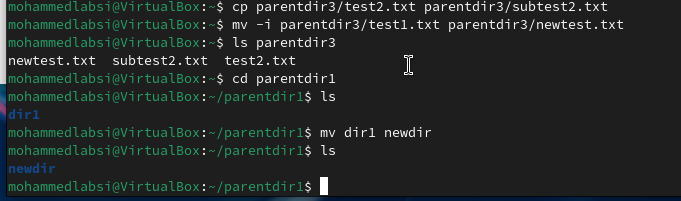 mohammedlabsi@VirtualBox:~$ cp parentdir3/test2.txt parentdir3/subtest2.txt
mohammedlabsi@VirtualBox:~$ mv -i parentdir3/test1.txt parentdir3/newtest.txt
mohammedlabsi@VirtualBox:~$ ls parentdir3
newtest.txt  subtest2.txt  test2.txt
mohammedlabsi@VirtualBox:~$ cd parentdir1
mohammedlabsi@VirtualBox:~/parentdir1$ ls
dir1
mohammedlabsi@VirtualBox:~/parentdir1$ mv dir1 newdir
mohammedlabsi@VirtualBox:~/parentdir1$ ls
newdir
mohammedlabsi@VirtualBox:~/parentdir1$